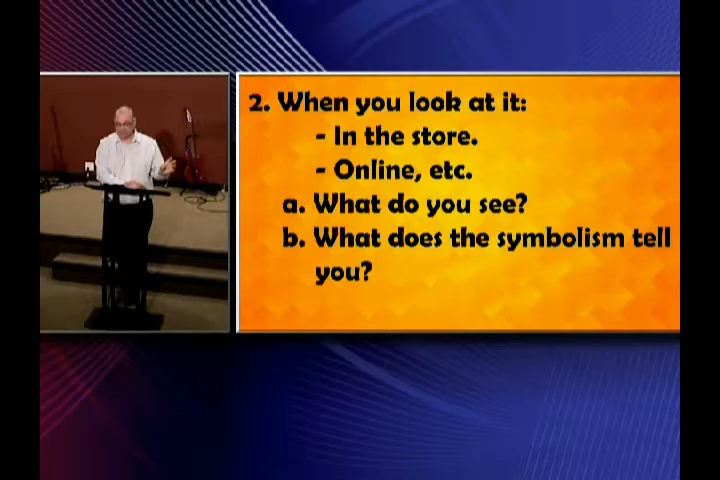 2. When you look at it:
- In the store.
- Online, etc.
a. What do you see?
b. What does the symbolism tell
you?